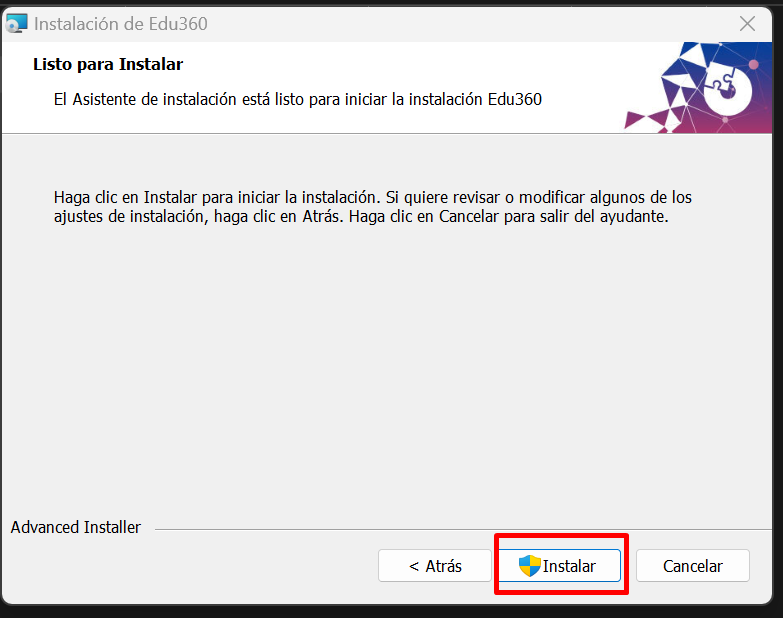 Instalación de Edu360
Listo para Instalar
El Asistente de instalación está listo para iniciar la instalación Edu360
Haga clic en Instalar para iniciar la instalación. Si quiere revisar o modificar algunos de los
ajustes de instalación, haga clic en Atrás. Haga clic en Cancelar para salir del ayudante.
Advanced Installer
< Atrás
Instalar
Cancelar